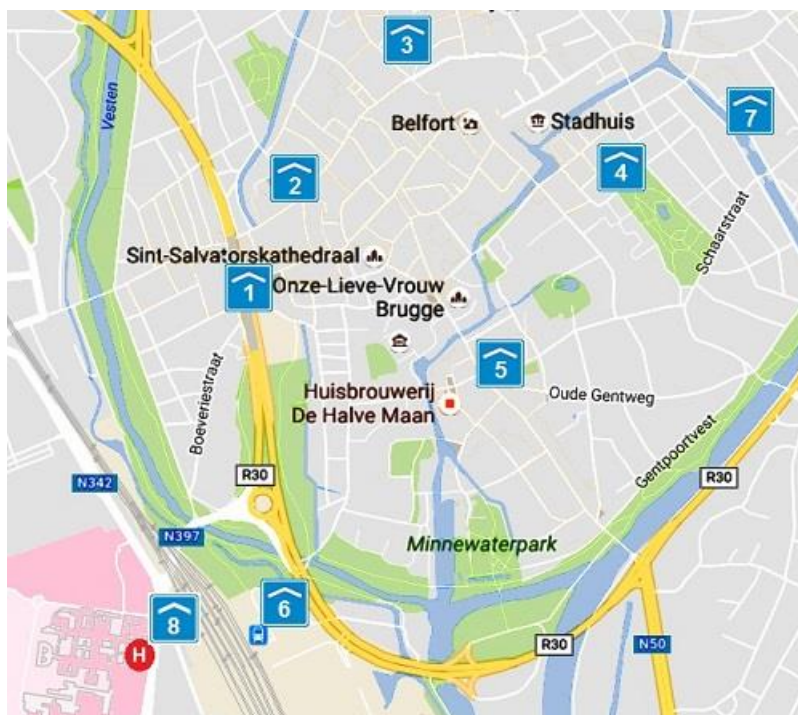 3
Vesten
Belfort
Stadhuis
7
2
4
Schaarstraat
Sint-Salvatorskathedraal
1
Onze-Lieve-Vrouw
Brugge
5
Boeveriestraat
Huisbrouwerij
De Halve Maan
Oude Gentweg
Gentpoortvest
R30
R30
N342
N397
Minnewaterpark
6
8
H
R30
N50